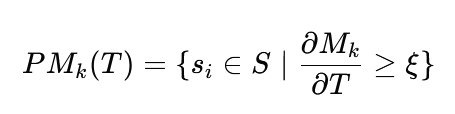 PM_k(T) = {s_i ∈ S | ∂M_k/∂T ≥ ξ}